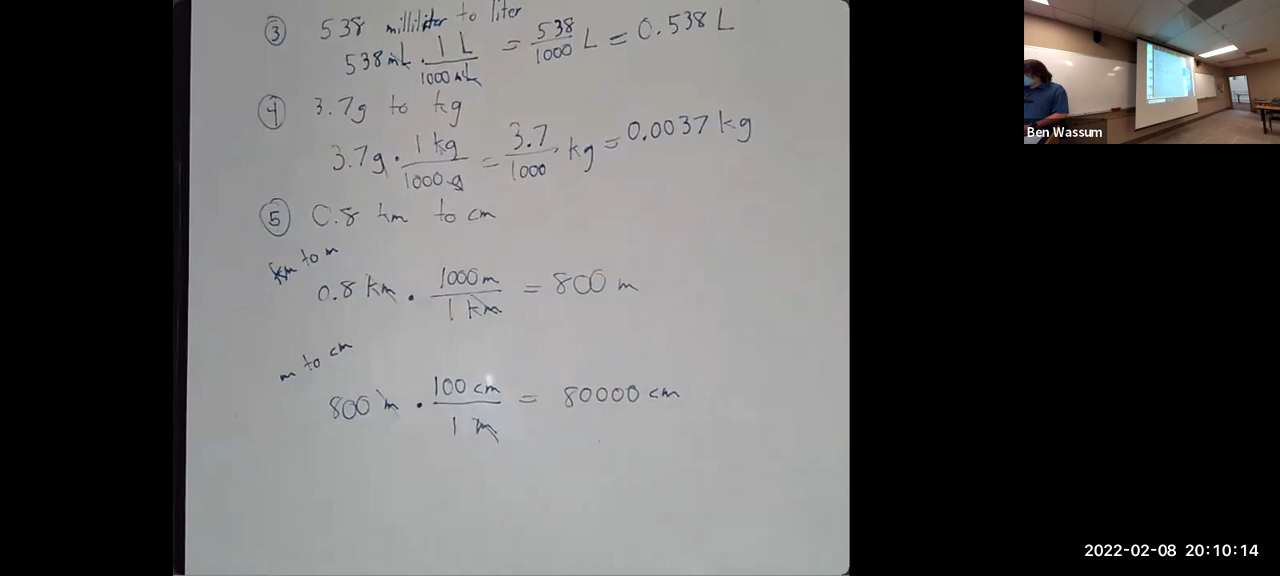 ③ 538 milliliter to liter
538 mL · 1 L / 1000 mL = 538 / 1000 L = 0.538 L
④ 3.7g to kg
3.7g · 1 kg / 1000 g = 3.7 / 1000 · kg = 0.0037 kg
⑤ 0.8 km to cm
km to m
0.8 km · 1000 m / 1 km = 800 m
m to cm
800 m · 100 cm / 1 m = 80000 cm
Ben Wassum
2022-02-08 20:10:14